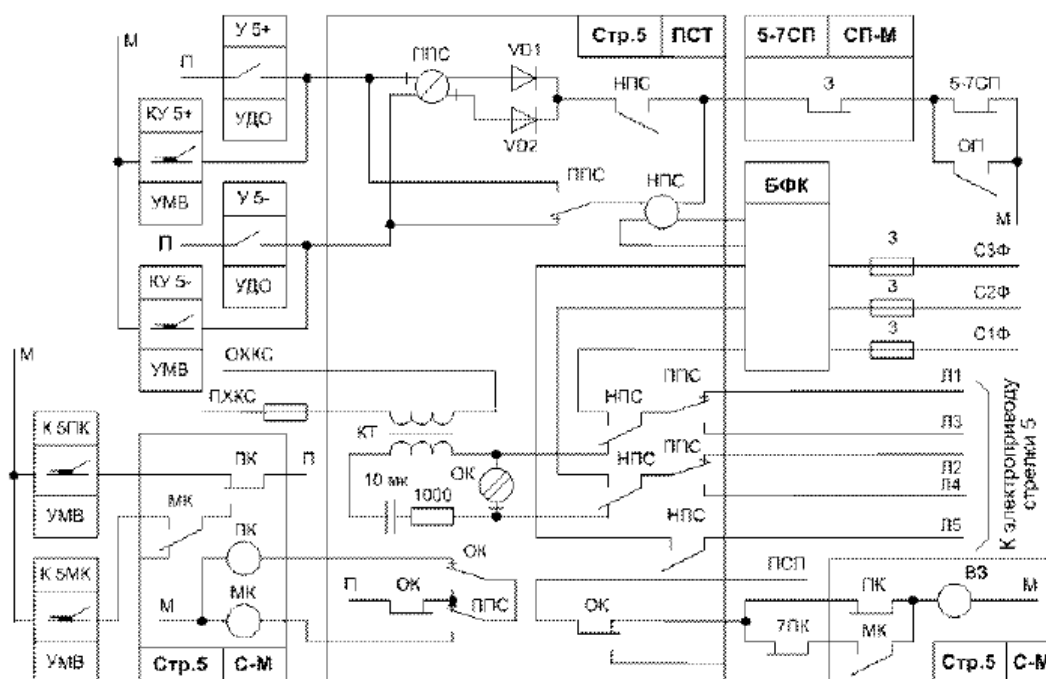 М
У 5+
П
УДО
КУ 5+
УМВ
У 5-
П
УДО
КУ 5-
УМВ
ППС
VD1
VD2
Стр.5
ПСТ
НПС
ППС
НПС
5-7СП
СП-М
З
5-7СП
ОП
М
БФК
З
С3Ф
З
С2Ф
З
С1Ф
М
ОХКС
ПХКС
КТ
ОК
10 мк
1000
НПС
ППС
Л1
Л3
НПС
ППС
Л2
Л4
НПС
Л5
К электроприводу
стрелки 5
К 5ПК
УМВ
ПК
П
МК
ПК
К 5МК
УМВ
М
МК
Стр.5
С-М
П
ОК
ОК
ППС
ПСП
ОК
ПК
ВЗ
М
7ПК
МК
Стр.5
С-М